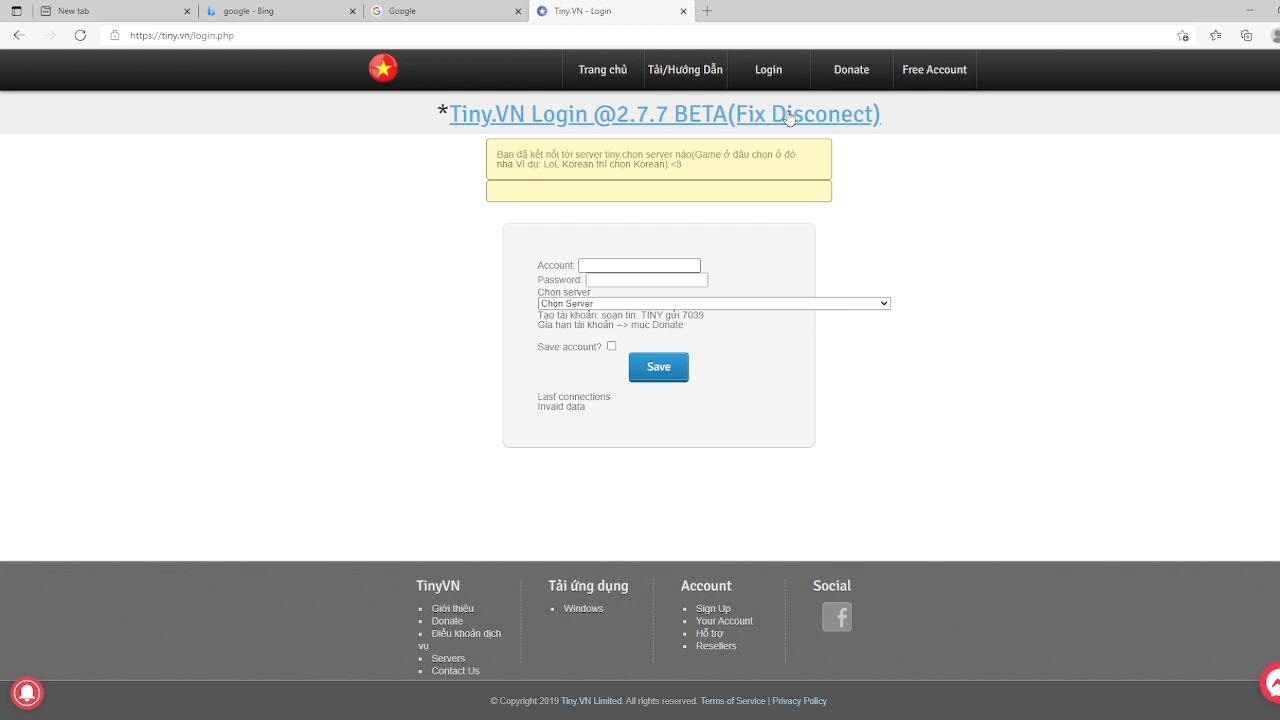 New tab
google - Bing
Google
Tiny.VN - Login
https://tiny.vn/login.php
Trang chủ
Tải/Hướng Dẫn
Login
Donate
Free Account
*Tiny.VN Login @2.7.7 BETA(Fix Disconect)
Bạn đã kết nối tới server tiny,chọn server nào(Game ở đâu chọn ở đó
nha.Ví dụ: LoL Korean thì chọn Korean) <3
Account:
Password:
Chọn server
Chọn Server
Tạo tài khoản: soạn tin: TINY gửi 7039
Gia hạn tài khoản --> mục Donate
Save account?
Save
Last connections
Invaid data
TinyVN
Giới thiệu
Donate
Điều khoản dịch
vụ
Servers
Contact Us
Tải ứng dụng
Windows
Account
Sign Up
Your Account
Hỗ trợ
Resellers
Social
f
© Copyright 2019 Tiny.VN Limited. All rights reserved. Terms of Service | Privacy Policy